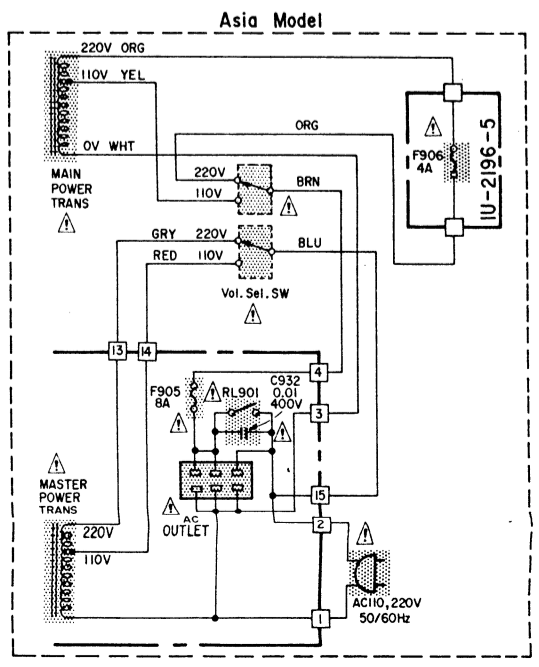 Asia Model
220V ORG
110V YEL
0V WHT
MAIN
POWER
TRANS
ORG
F906
4A
1U-2196-5
220V
110V
BRN
GRY 220V
RED 110V
BLU
Vol. Sel. SW
13
14
F905
8A
RL901
C932
0.01
400V
4
3
15
2
1
MASTER
POWER
TRANS
220V
110V
AC
OUTLET
AC110, 220V
50/60Hz